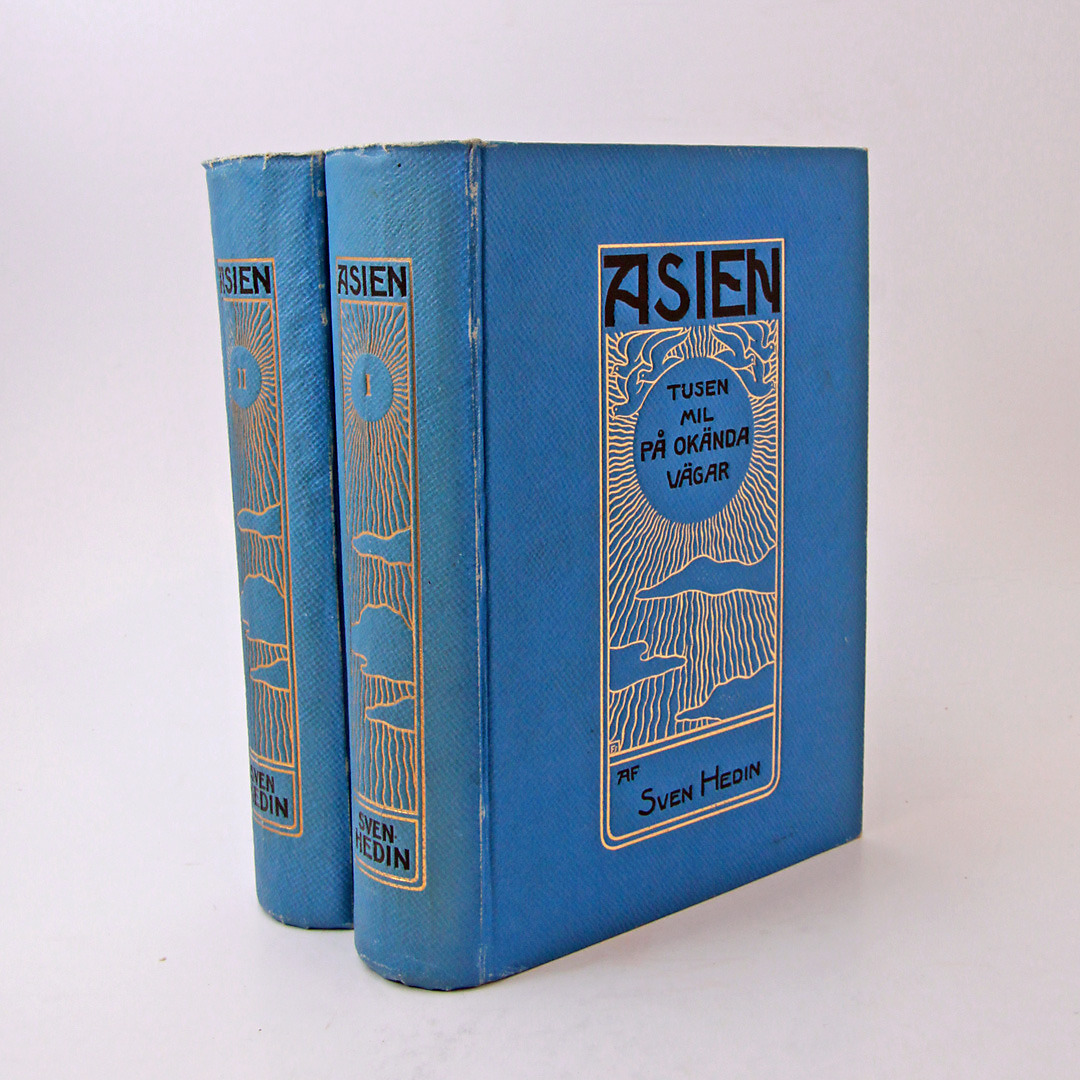 ASIEN
II
SVEN
HEDIN
ASIEN
I
SVEN
HEDIN
ASIEN
TUSEN
MIL
PÅ OKÄNDA
VÄGAR
AF
SVEN HEDIN